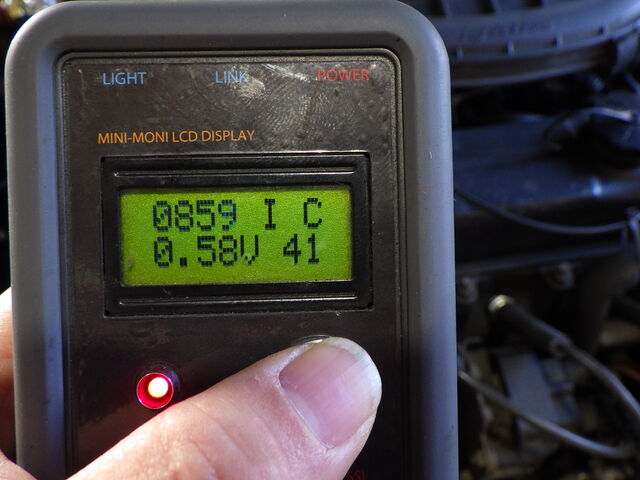 LIGHT LINK POWER
MINI-MONI LCD DISPLAY
0859 I C
0.58V 41